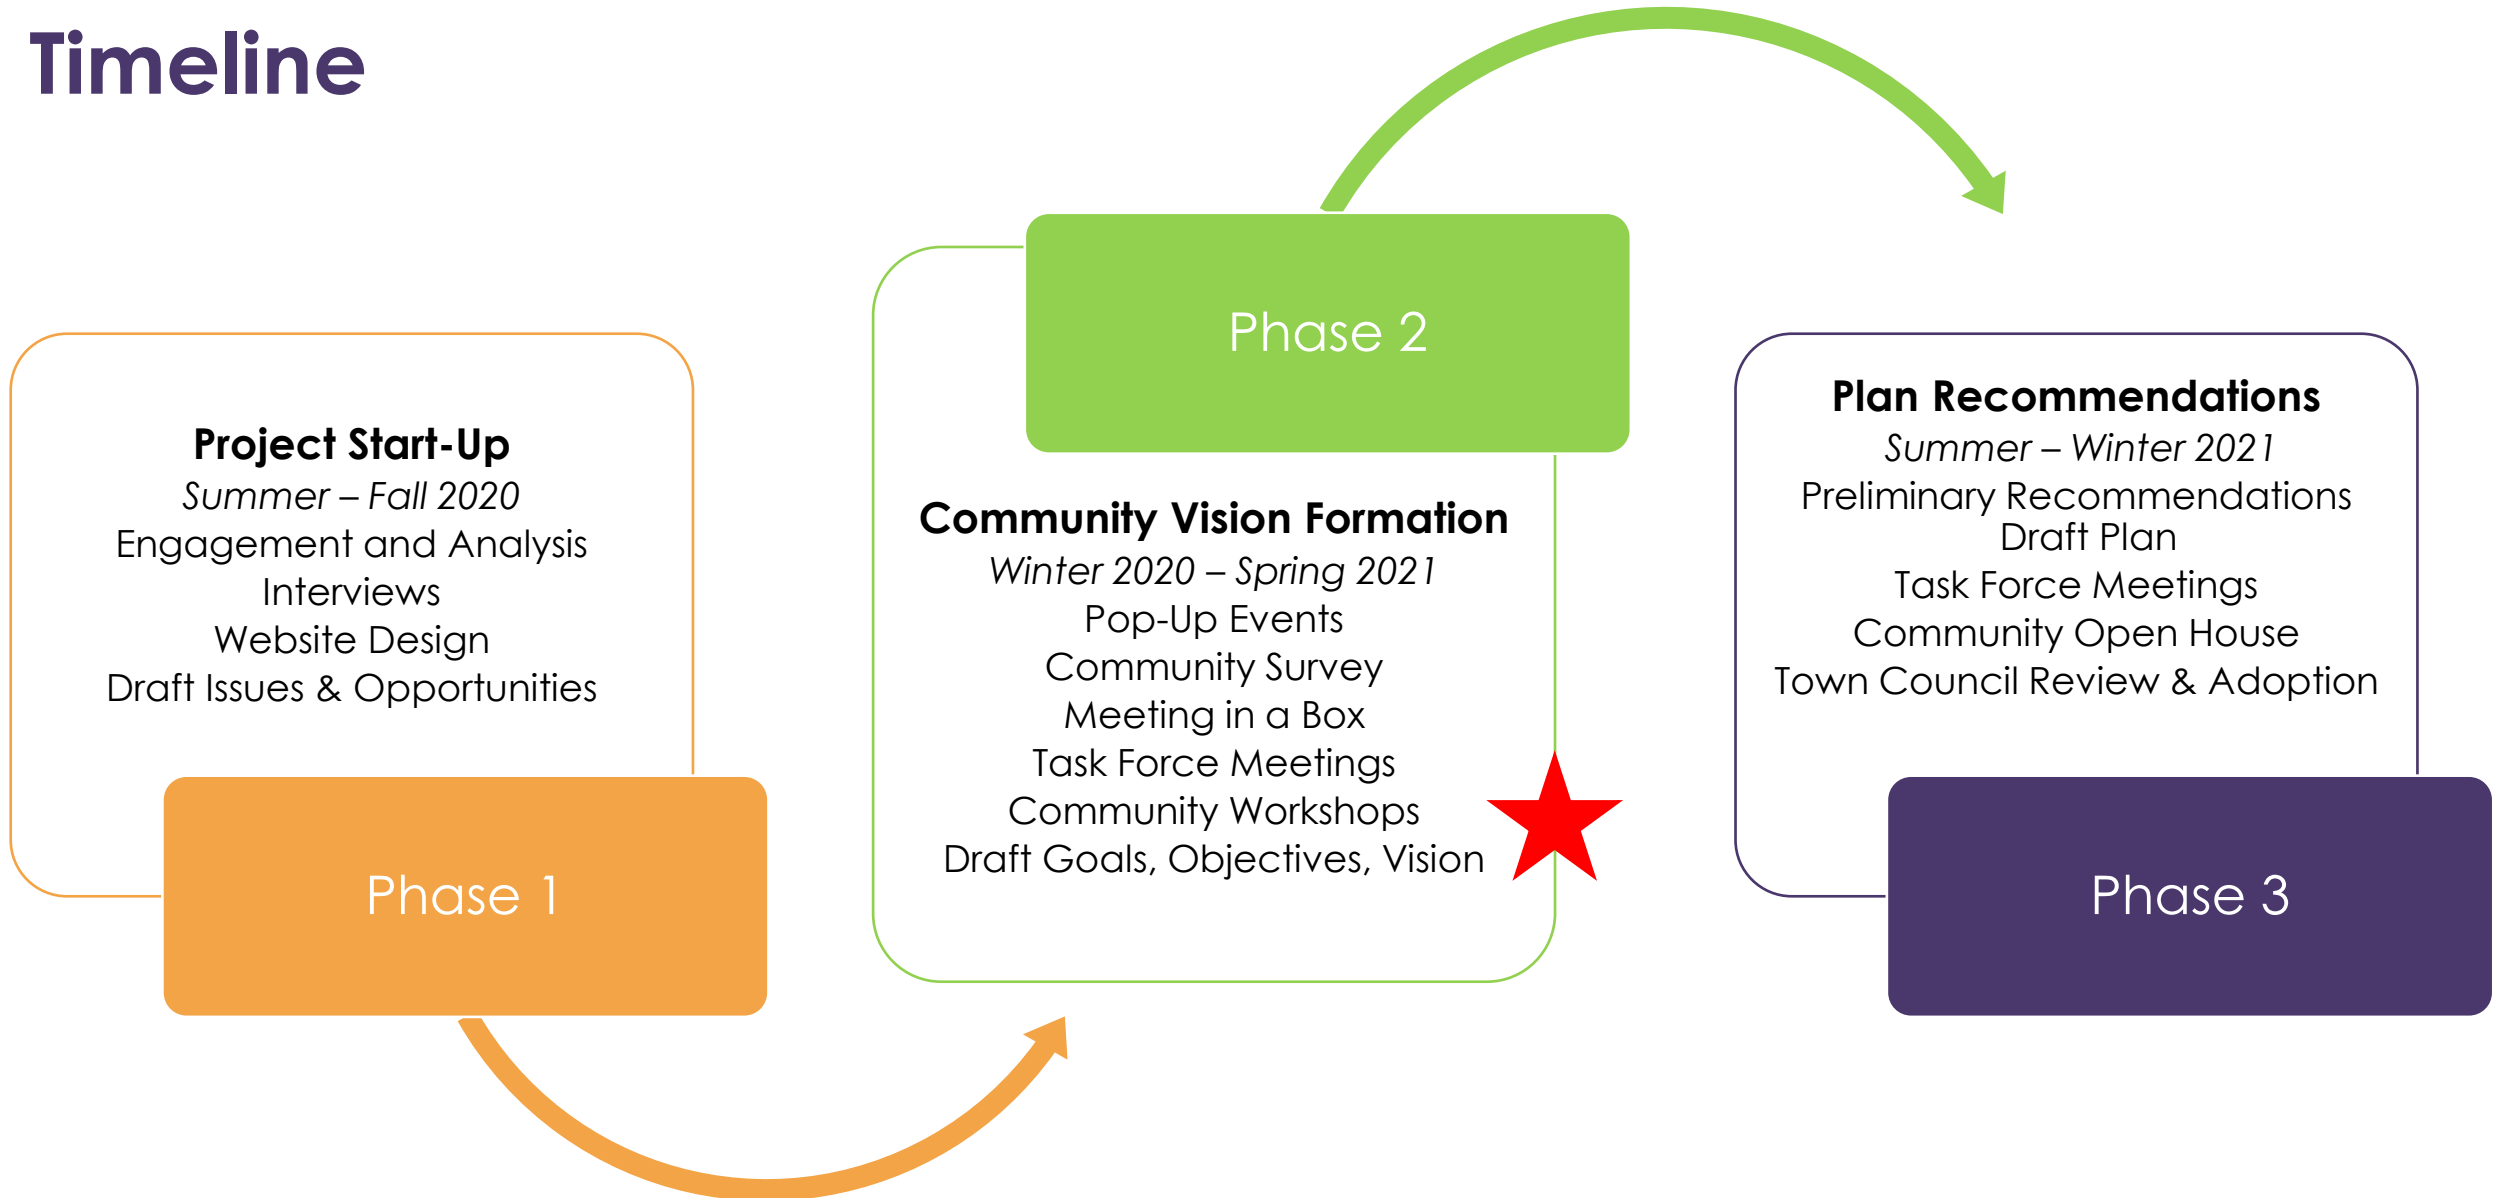 Timeline
Project Start-Up
Summer – Fall 2020
Engagement and Analysis
Interviews
Website Design
Draft Issues & Opportunities
Phase 1
Phase 2
Community Vision Formation
Winter 2020 – Spring 2021
Pop-Up Events
Community Survey
Meeting in a Box
Task Force Meetings
Community Workshops
Draft Goals, Objectives, Vision
Plan Recommendations
Summer – Winter 2021
Preliminary Recommendations
Draft Plan
Task Force Meetings
Community Open House
Town Council Review & Adoption
Phase 3